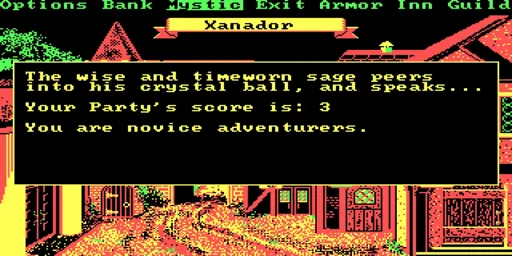 Options Bank Mystic Exit Armor Inn Guild
Xanador
The wise and timeworn sage peers
into his crystal ball, and speaks...
Your Party's score is: 3
You are novice adventurers.